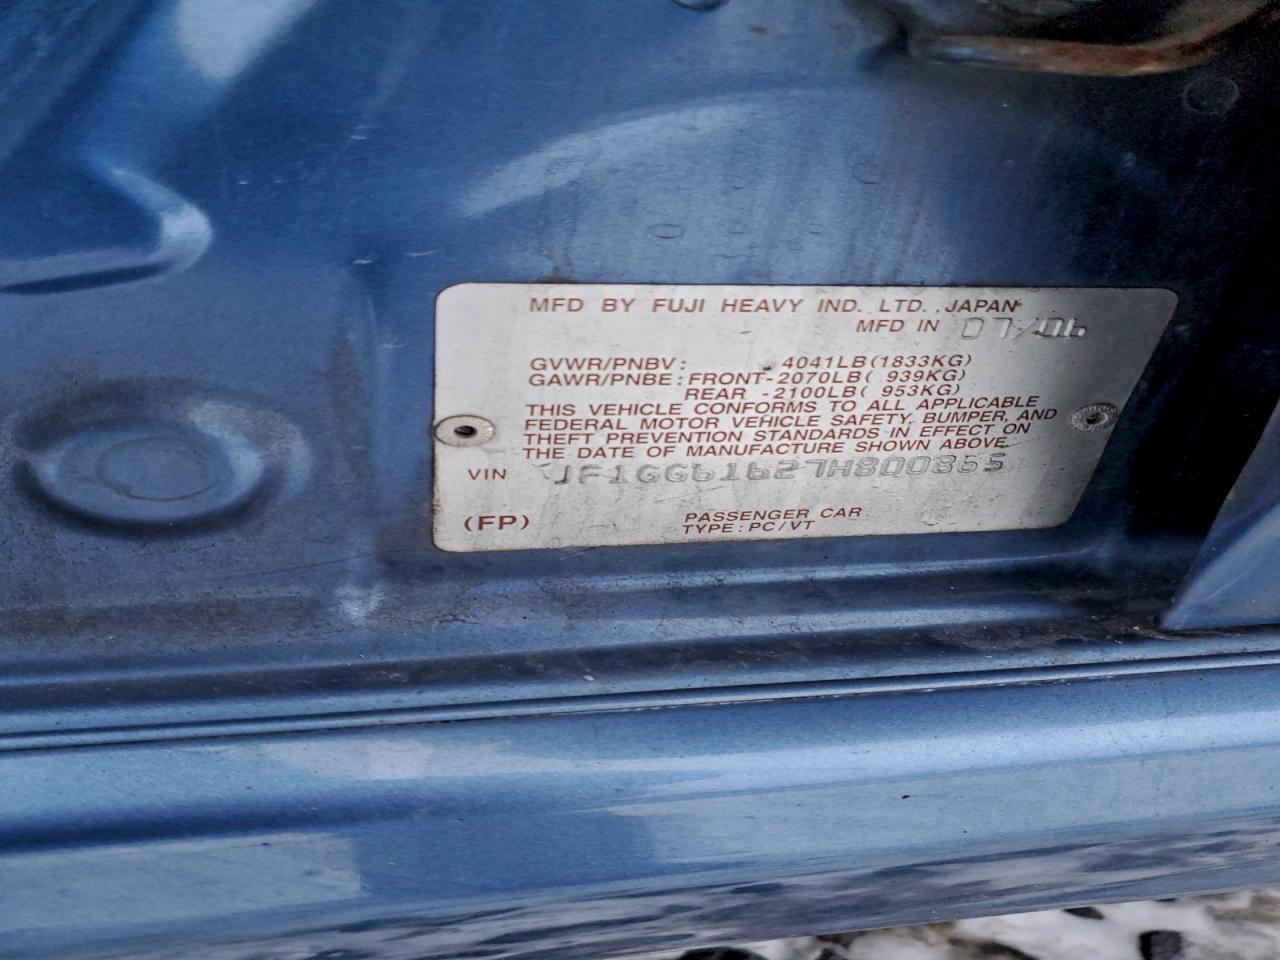 MFD BY FUJI HEAVY IND. LTD. JAPAN
MFD IN 07/06
GVWR/PNBV: 4041LB(1833KG)
GAWR/PNBE: FRONT-2070LB( 939KG)
REAR -2100LB( 953KG)
THIS VEHICLE CONFORMS TO ALL APPLICABLE
FEDERAL MOTOR VEHICLE SAFETY, BUMPER, AND
THEFT PREVENTION STANDARDS IN EFFECT ON
THE DATE OF MANUFACTURE SHOWN ABOVE.
VIN
(FP)
PASSENGER CAR
TYPE: PC/VT